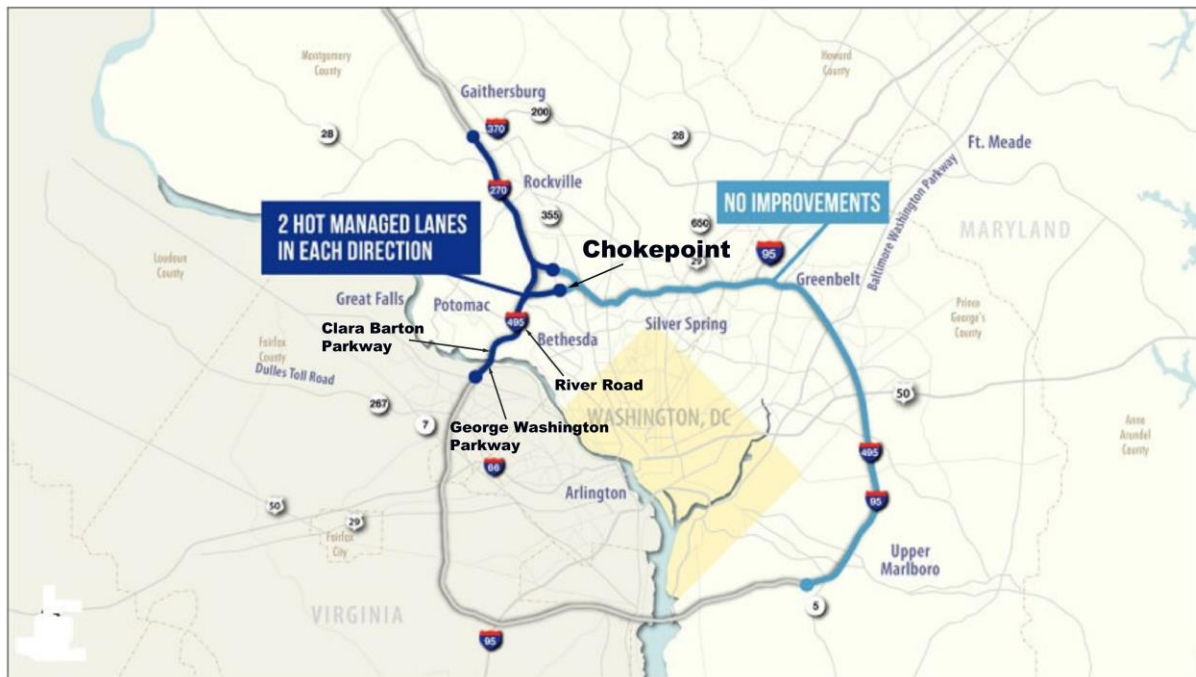 Montgomery
County
Howard
County
Gaithersburg
370
200
28
28
Ft. Meade
270
Rockville
355
650
29
NO IMPROVEMENTS
Baltimore Washington Parkway
MARYLAND
2 HOT MANAGED LANES
IN EACH DIRECTION
Chokepoint
95
Loudoun
County
Great Falls
Potomac
Greenbelt
Prince
George's
County
495
Bethesda
Silver Spring
Clara Barton
Parkway
Fairfax
County
Dulles Toll Road
River Road
267
7
50
WASHINGTON, DC
George Washington
Parkway
Anne
Arundel
County
66
495
Arlington
95
50
29
Fairfax
City
Upper
Marlboro
5
VIRGINIA
95